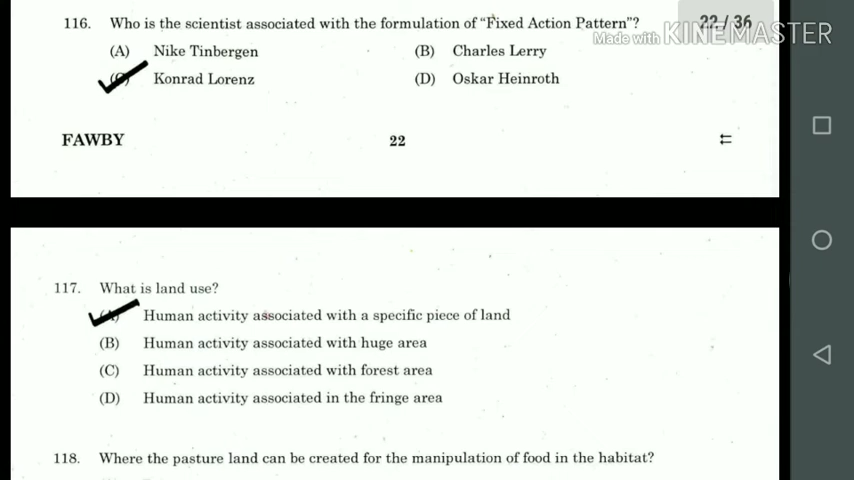 116. Who is the scientist associated with the formulation of "Fixed Action Pattern"? 22 / 36
Made with KINEMASTER
(A) Nike Tinbergen (B) Charles Lerry
(C) Konrad Lorenz (D) Oskar Heinroth
FAWBY 22
117. What is land use?
(A) Human activity associated with a specific piece of land
(B) Human activity associated with huge area
(C) Human activity associated with forest area
(D) Human activity associated in the fringe area
118. Where the pasture land can be created for the manipulation of food in the habitat?